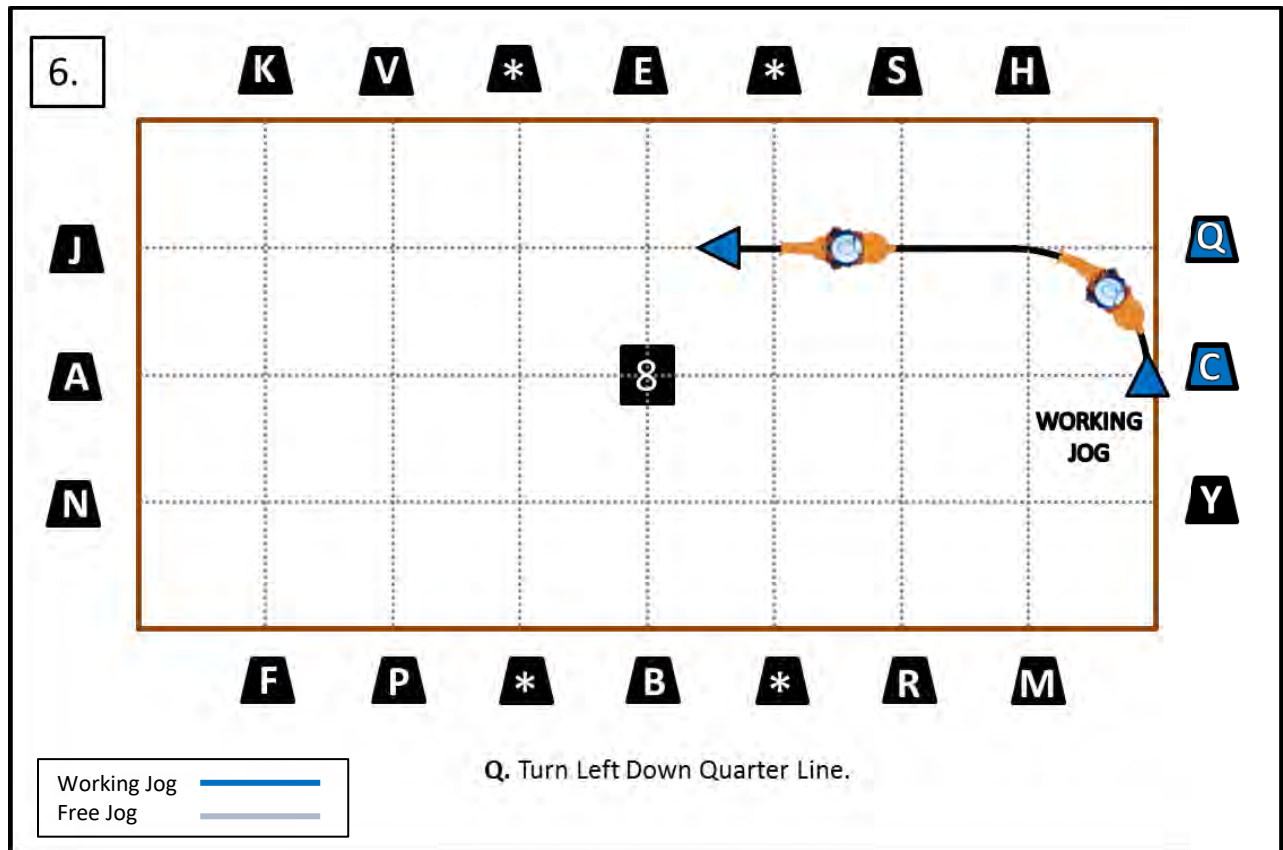 6.
K V * E * S H
J
Q
A
8
C
WORKING
JOG
N
Y
F P * B * R M
Q. Turn Left Down Quarter Line.
Working Jog
Free Jog